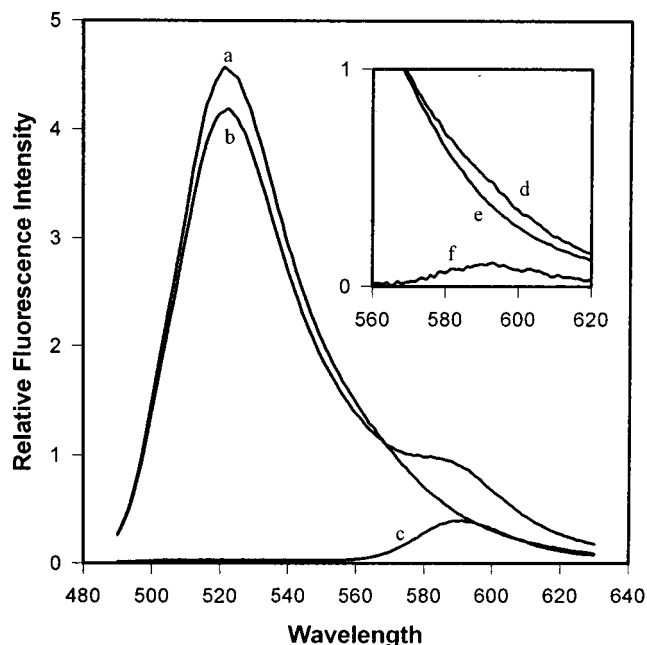 Relative Fluorescence Intensity
5
4
3
2
1
0
a
b
c
1
0
d
e
f
560 580 600 620
480 500 520 540 560 580 600 620 640
Wavelength